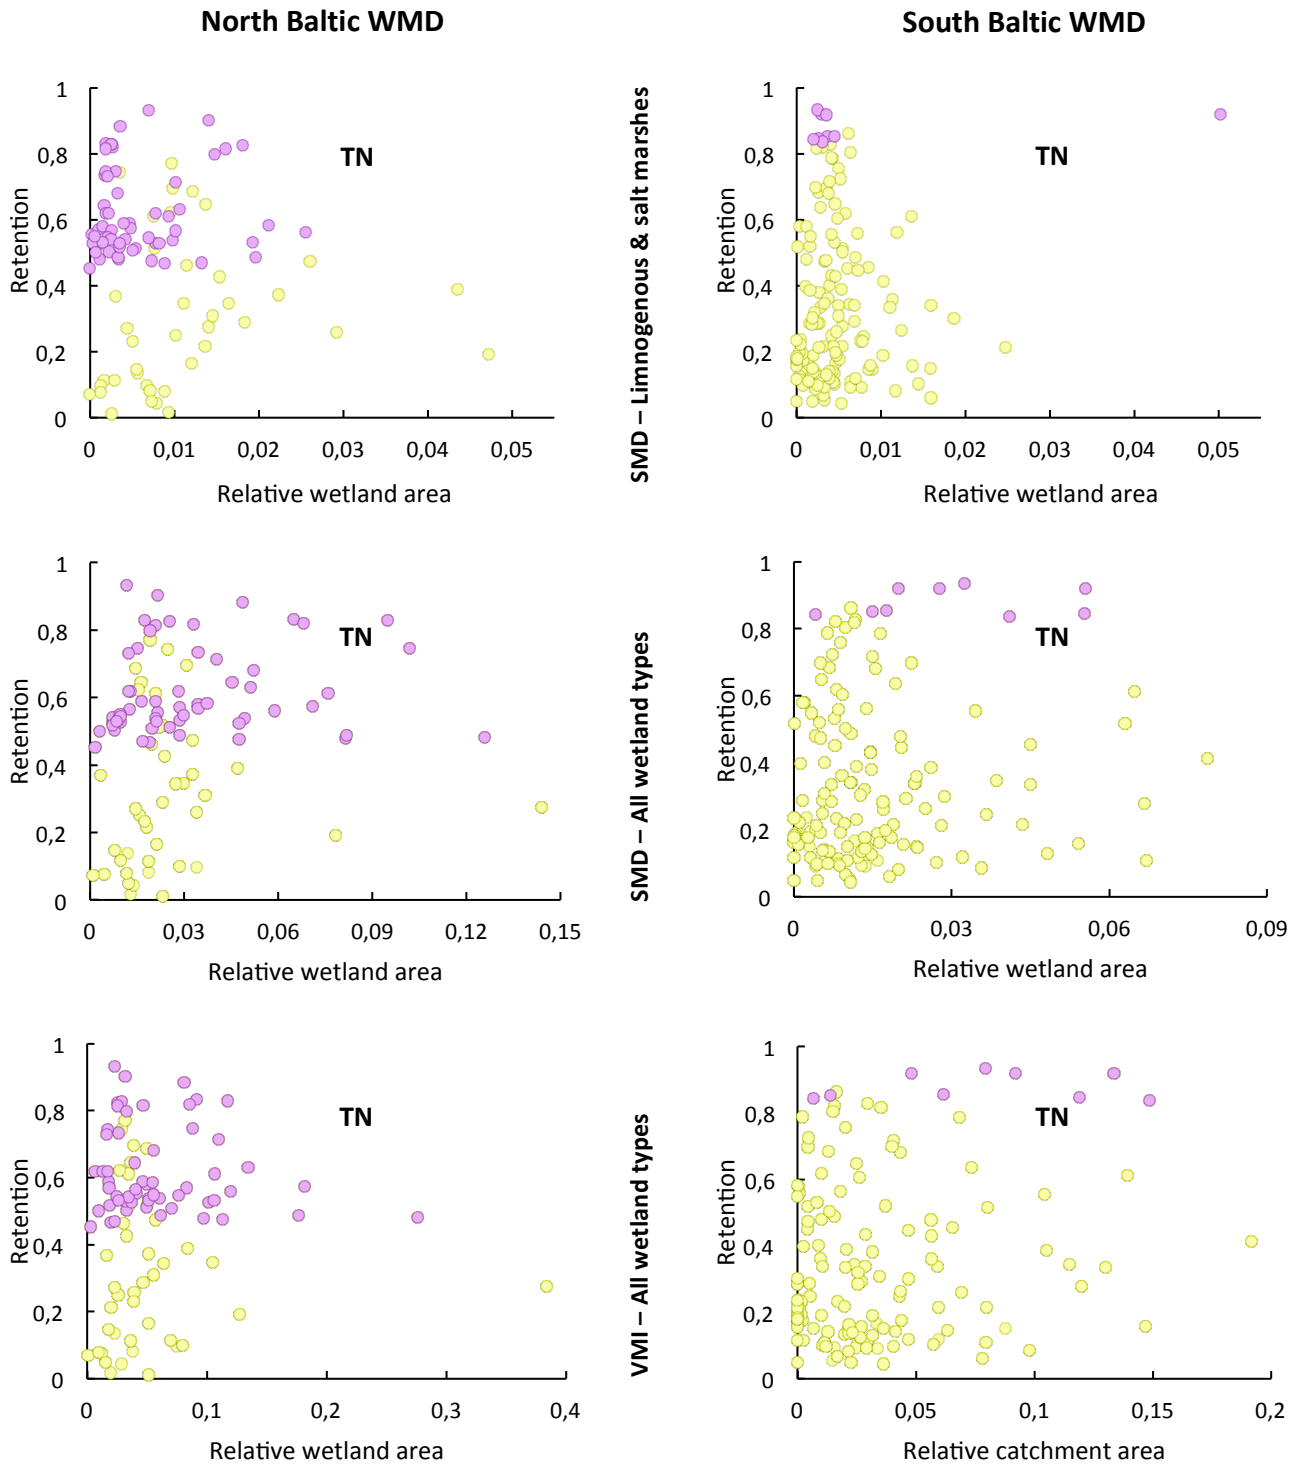 North Baltic WMD
South Baltic WMD
1
0,8
0,6
0,4
0,2
0
Retention
TN
0 0,01 0,02 0,03 0,04 0,05
Relative wetland area
SMD – Limnogenous & salt marshes
1
0,8
0,6
0,4
0,2
0
Retention
TN
0 0,01 0,02 0,03 0,04 0,05
Relative wetland area
1
0,8
0,6
0,4
0,2
0
Retention
TN
0 0,03 0,06 0,09 0,12 0,15
Relative wetland area
SMD – All wetland types
1
0,8
0,6
0,4
0,2
0
Retention
TN
0 0,03 0,06 0,09
Relative wetland area
1
0,8
0,6
0,4
0,2
0
Retention
TN
0 0,1 0,2 0,3 0,4
Relative wetland area
VMI – All wetland types
1
0,8
0,6
0,4
0,2
0
Retention
TN
0 0,05 0,1 0,15 0,2
Relative catchment area